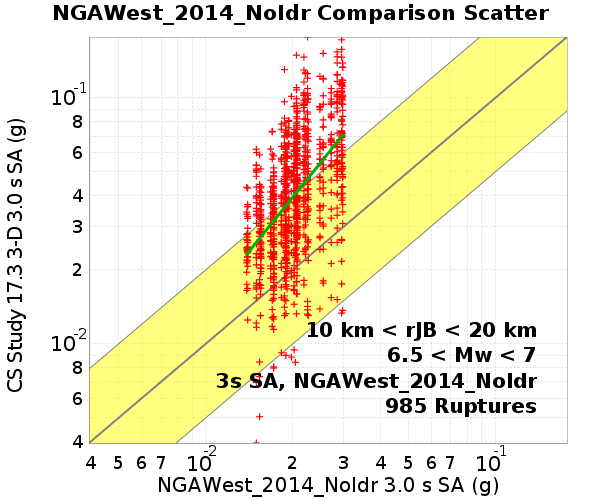 NGAWest_2014_NoIdr Comparison Scatter
CS Study 17.3 3-D 3.0 s SA (g)
10⁻¹
8
6
4
3
2
10⁻²
8
6
4
10 km < rJB < 20 km
6.5 < Mw < 7
3s SA, NGAWest_2014_NoIdr
985 Ruptures
4 5 6 7 10⁻² 2 3 4 5 6 7 10⁻¹
NGAWest_2014_NoIdr 3.0 s SA (g)